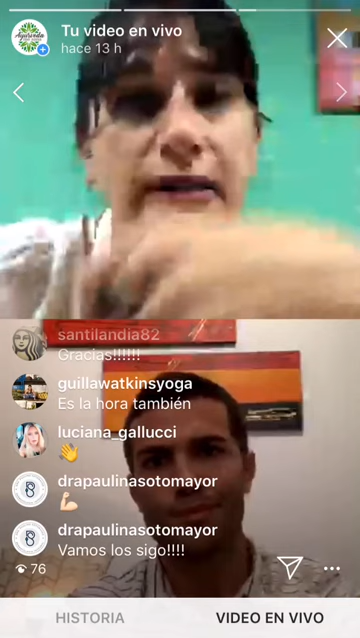 Tu video en vivo
hace 13 h
Ayurveda
santilandia82
Gracias!!!!!!
guillawatkinsyoga
Es la hora también
luciana_gallucci
👋
drapaulinasotomayor
💪🏻
drapaulinasotomayor
Vamos los sigo!!!!
76
HISTORIA
VIDEO EN VIVO